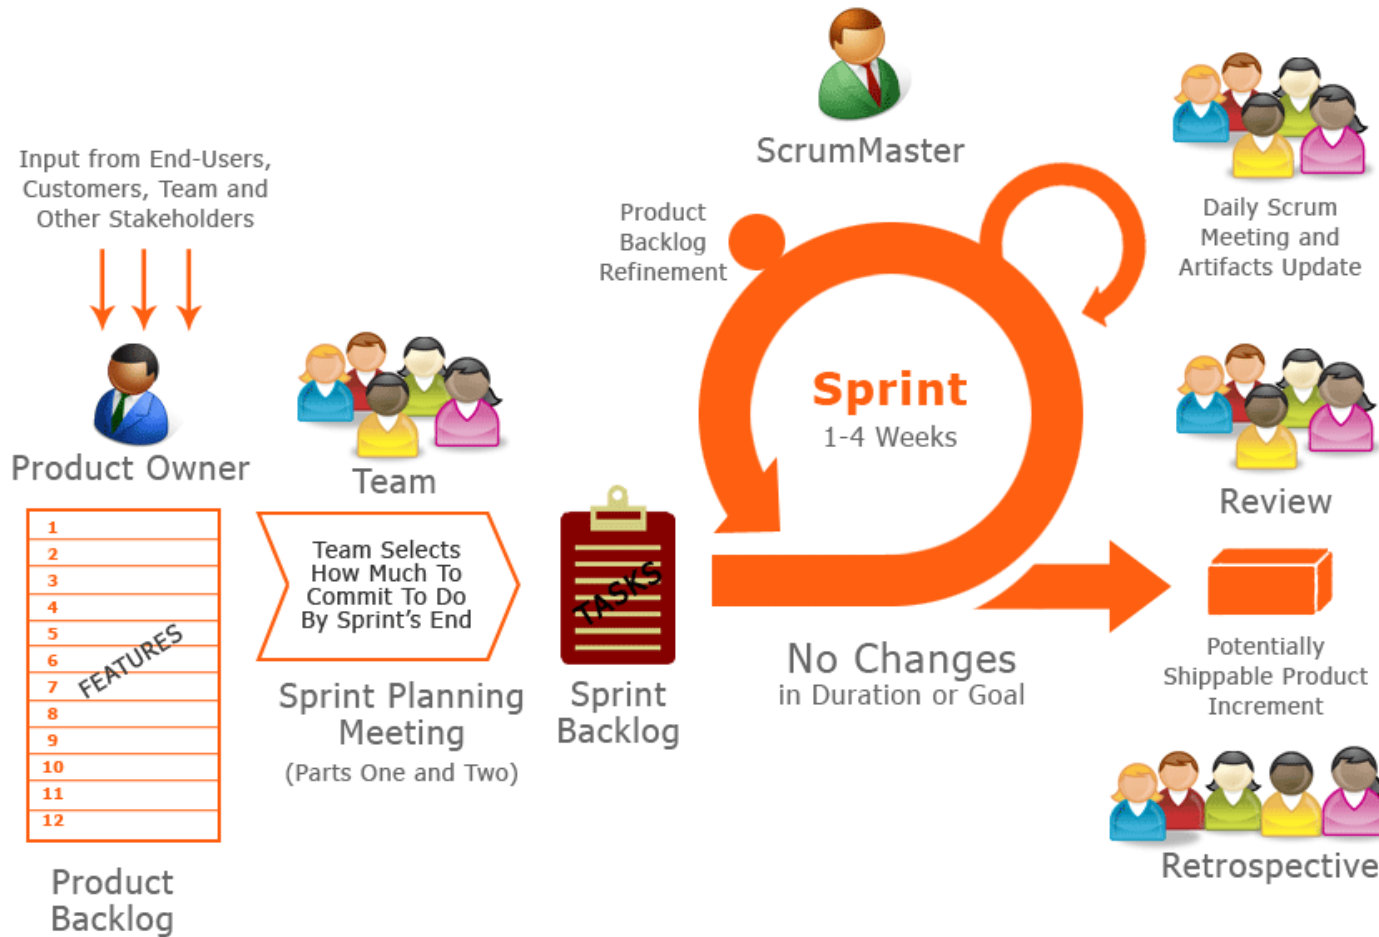 Input from End-Users,
Customers, Team and
Other Stakeholders
Product Owner
1
2
3
4
5
6
7
8
9
10
11
12
FEATURES
Product
Backlog
Team
Team Selects
How Much To
Commit To Do
By Sprint's End
Sprint Planning
Meeting
(Parts One and Two)
TASKS
Sprint
Backlog
ScrumMaster
Product
Backlog
Refinement
Sprint
1-4 Weeks
No Changes
in Duration or Goal
Daily Scrum
Meeting and
Artifacts Update
Review
Potentially
Shippable Product
Increment
Retrospective